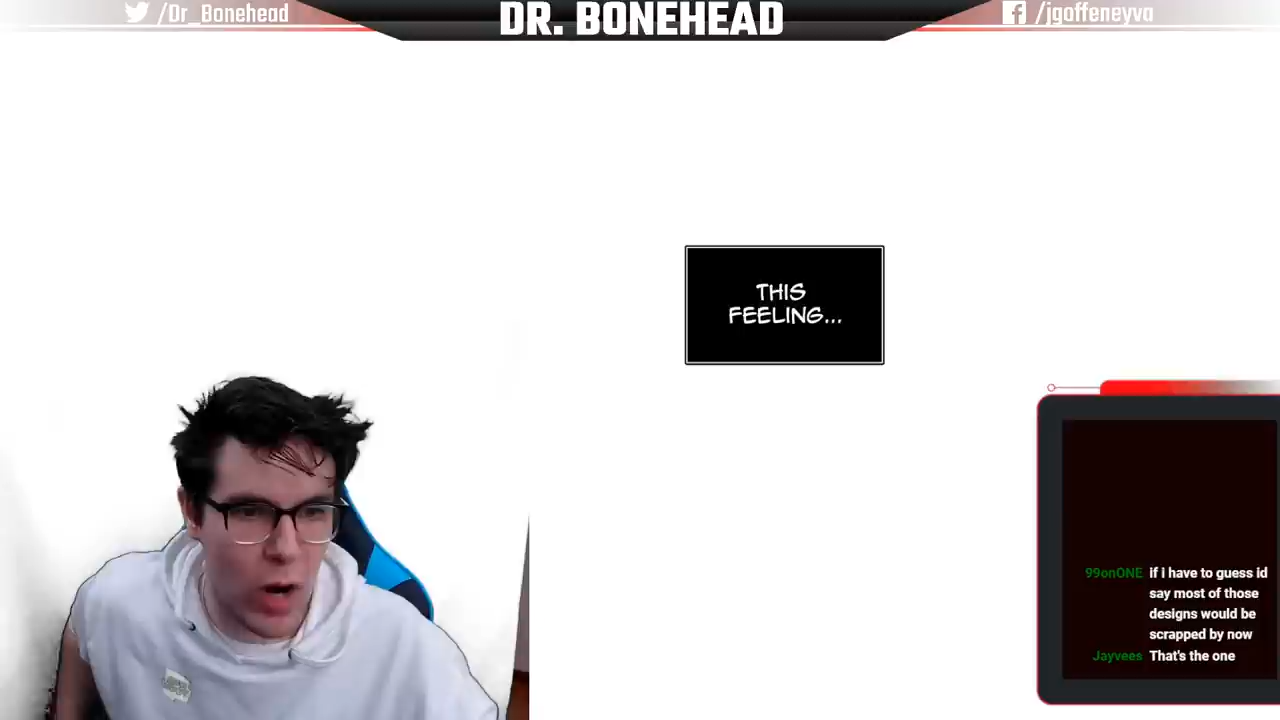 /Dr_Bonehead
DR. BONEHEAD
/jgoffeneyva
THIS
FEELING...
99onONE if i have to guess id
say most of those
designs would be
scrapped by now
Jayvees That's the one